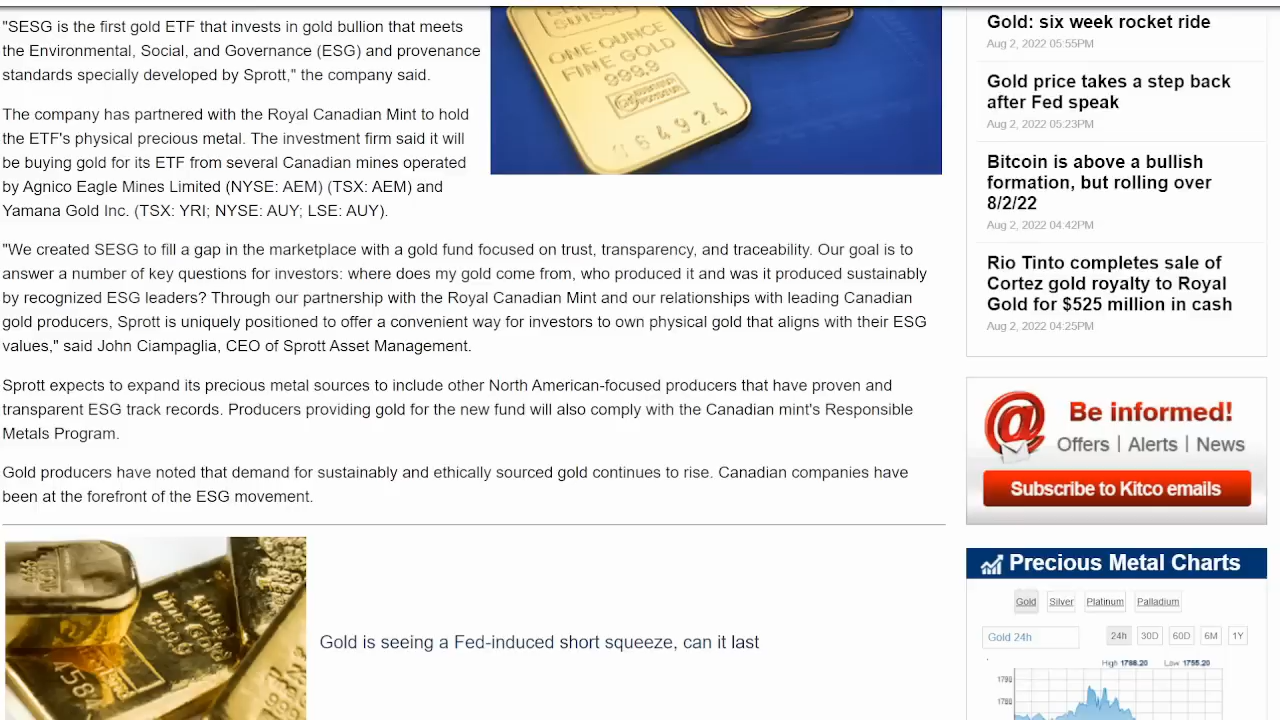 "SESG is the first gold ETF that invests in gold bullion that meets
the Environmental, Social, and Governance (ESG) and provenance
standards specially developed by Sprott," the company said.
The company has partnered with the Royal Canadian Mint to hold
the ETF's physical precious metal. The investment firm said it will
be buying gold for its ETF from several Canadian mines operated
by Agnico Eagle Mines Limited (NYSE: AEM) (TSX: AEM) and
Yamana Gold Inc. (TSX: YRI; NYSE: AUY; LSE: AUY).
SUISSE
ONE OUNCE
FINE GOLD
999,9
"We created SESG to fill a gap in the marketplace with a gold fund focused on trust, transparency, and traceability. Our goal is to
answer a number of key questions for investors: where does my gold come from, who produced it and was it produced sustainably
by recognized ESG leaders? Through our partnership with the Royal Canadian Mint and our relationships with leading Canadian
gold producers, Sprott is uniquely positioned to offer a convenient way for investors to own physical gold that aligns with their ESG
values," said John Ciampaglia, CEO of Sprott Asset Management.
Sprott expects to expand its precious metal sources to include other North American-focused producers that have proven and
transparent ESG track records. Producers providing gold for the new fund will also comply with the Canadian mint's Responsible
Metals Program.
Gold producers have noted that demand for sustainably and ethically sourced gold continues to rise. Canadian companies have
been at the forefront of the ESG movement.
Gold is seeing a Fed-induced short squeeze, can it last
Gold: six week rocket ride
Aug 2, 2022 05:55PM
Gold price takes a step back
after Fed speak
Aug 2, 2022 05:23PM
Bitcoin is above a bullish
formation, but rolling over
8/2/22
Aug 2, 2022 04:42PM
Rio Tinto completes sale of
Cortez gold royalty to Royal
Gold for $525 million in cash
Aug 2, 2022 04:25PM
Be informed!
Offers | Alerts | News
Subscribe to Kitco emails
Precious Metal Charts
Gold Silver Platinum Palladium
Gold 24h 24h 30D 60D 6M 1Y
High 1788.20 Low 1755.20